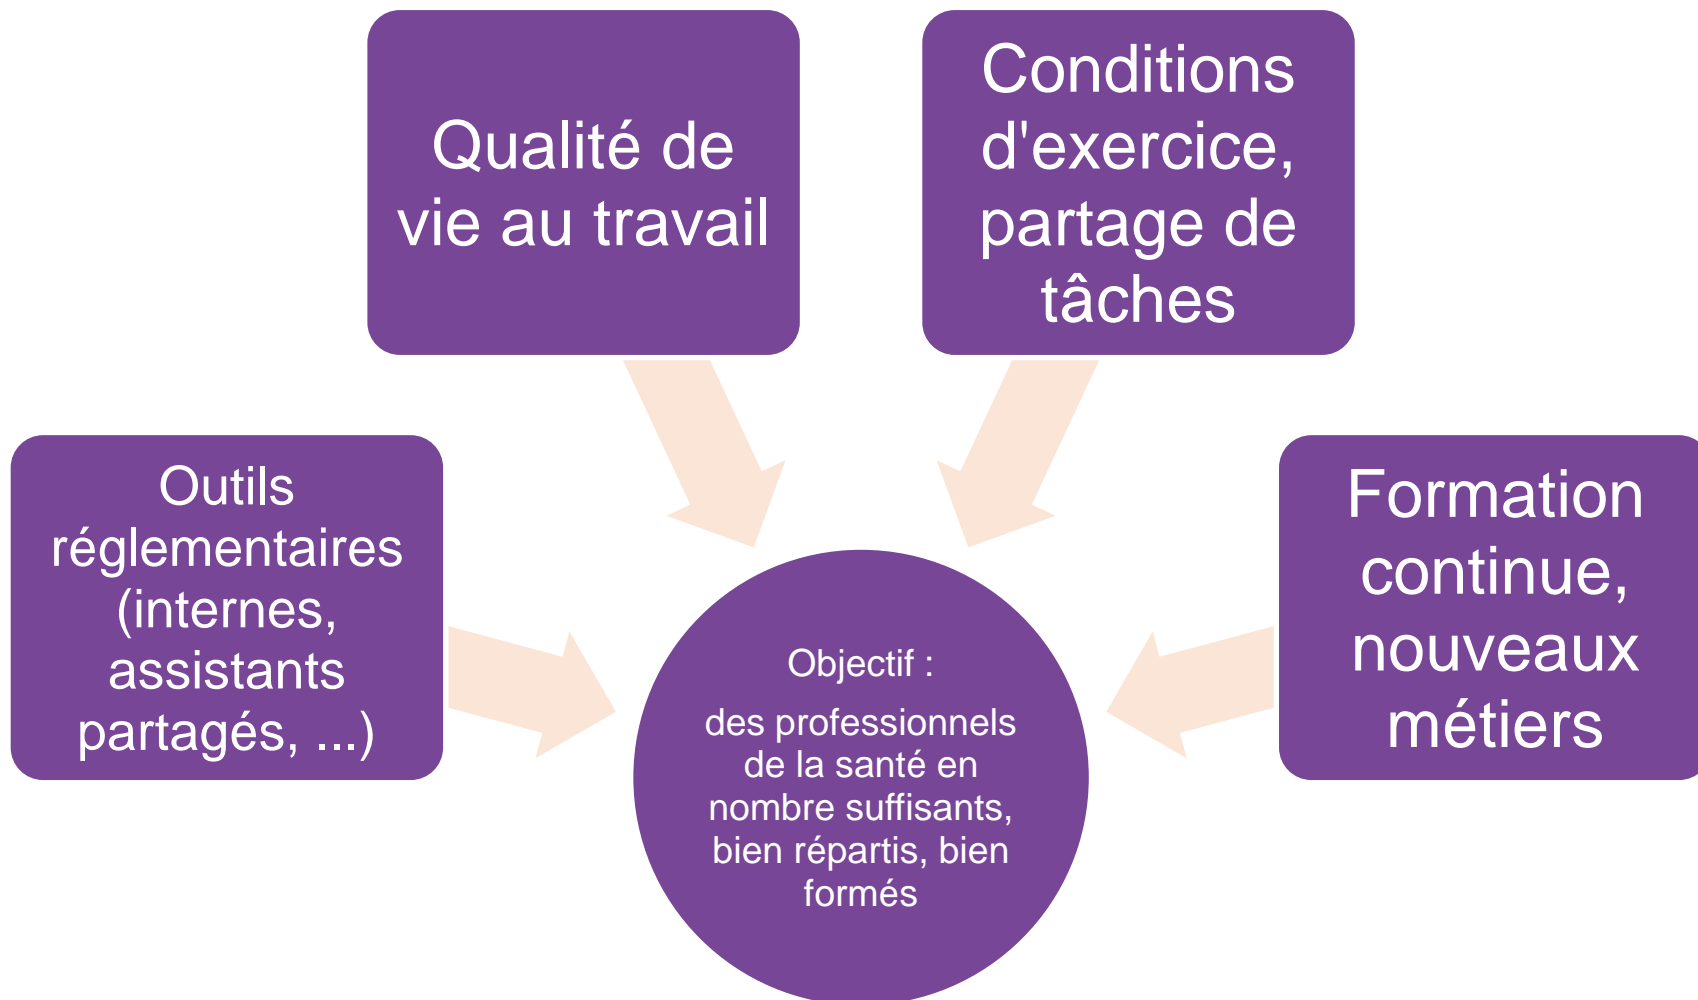 Qualité de
vie au travail
Conditions
d'exercice,
partage de
tâches
Outils
réglementaires
(internes,
assistants
partagés, ...)
Formation
continue,
nouveaux
métiers
Objectif :
des professionnels
de la santé en
nombre suffisants,
bien répartis, bien
formés